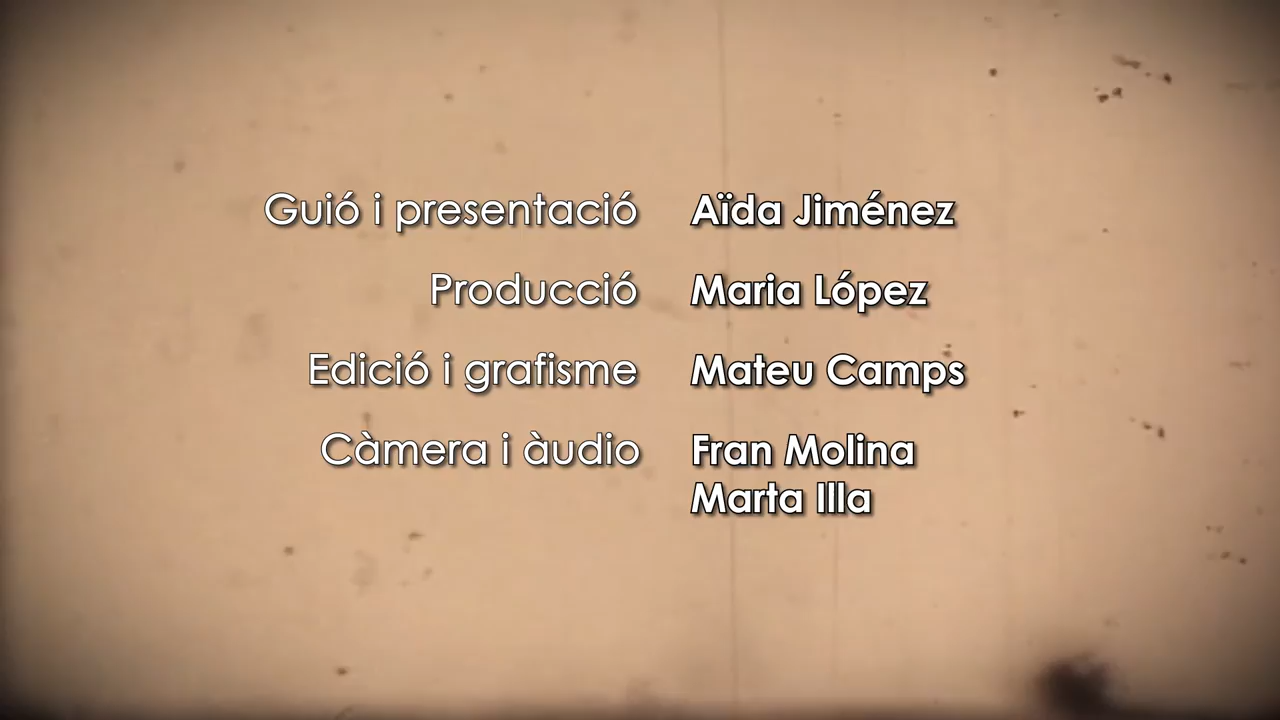 Guió i presentació Aïda Jiménez
Producció Maria López
Edició i grafisme Mateu Camps
Càmera i àudio Fran Molina
Marta Illa